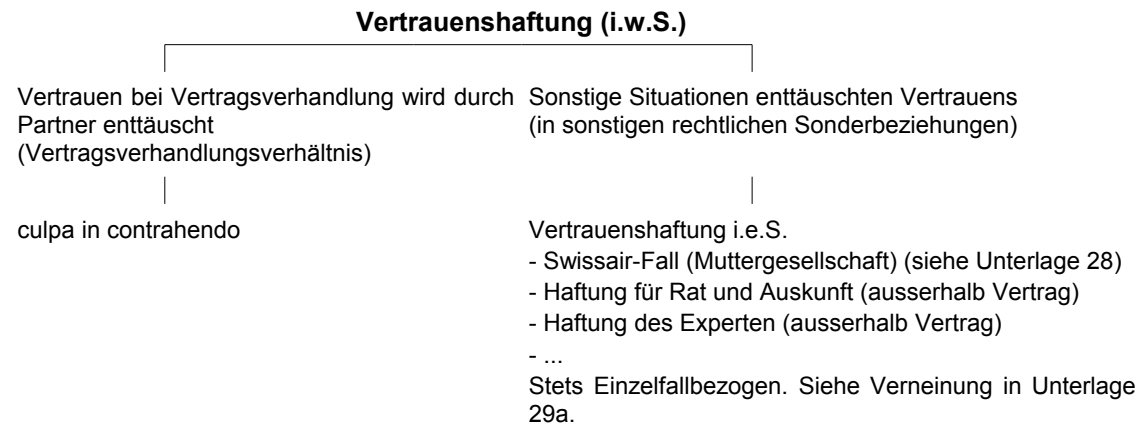 Vertrauenshaftung (i.w.S.)
Vertrauen bei Vertragsverhandlung wird durch
Partner enttäuscht
(Vertragsverhandlungsverhältnis)
Sonstige Situationen enttäuschten Vertrauens
(in sonstigen rechtlichen Sonderbeziehungen)
culpa in contrahendo
Vertrauenshaftung i.e.S.
- Swissair-Fall (Muttergesellschaft) (siehe Unterlage 28)
- Haftung für Rat und Auskunft (ausserhalb Vertrag)
- Haftung des Experten (ausserhalb Vertrag)
- ...
Stets Einzelfallbezogen. Siehe Verneinung in Unterlage
29a.